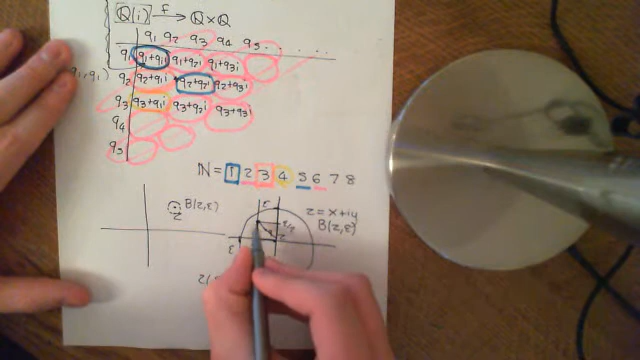 Q(i) f → Q×Q
q1 q2 q3 q4 q5 . . . . .
q1 q1+q1i q1+q2i q1+q3i
q1, q1) q2 q2+q1i q2+q2i q2+q3i
q3 q3+q1i q3+q2i q3+q3i
q4
q5
N = 1 2 3 4 5 6 7 8
B(z,ε) z
ε z = x+iy
B(z,ε)
ε